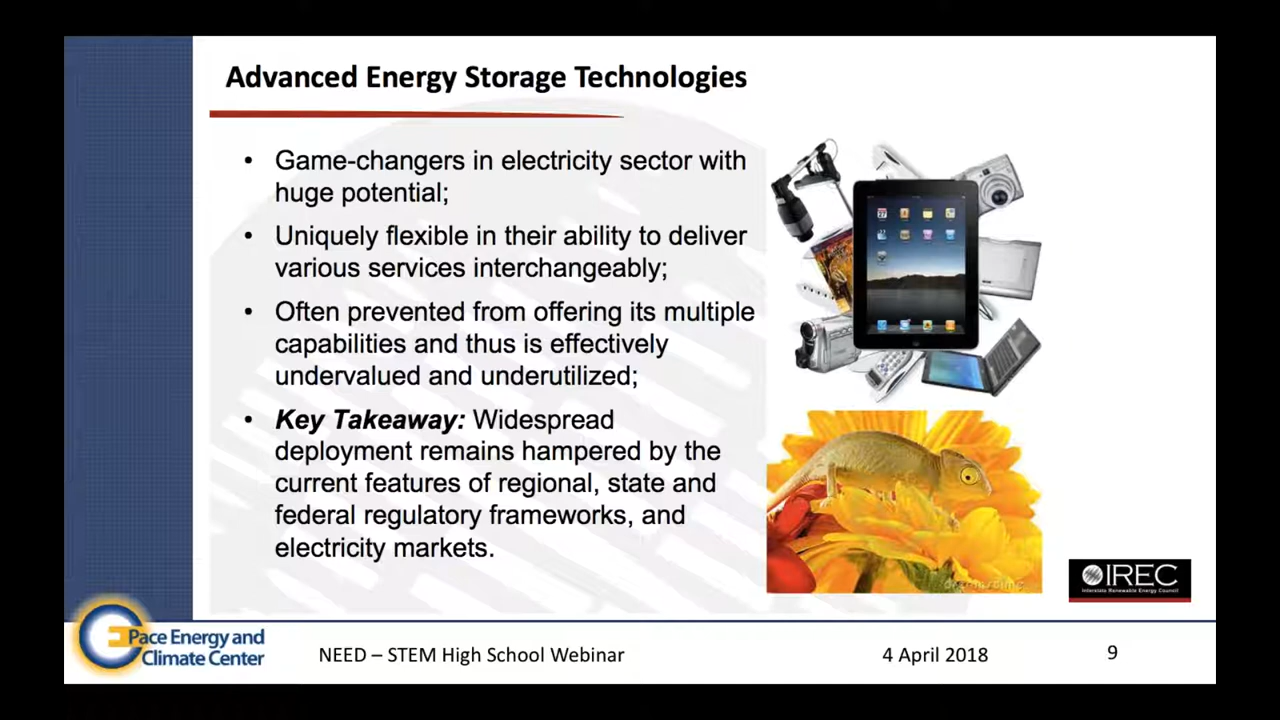 Advanced Energy Storage Technologies
• Game-changers in electricity sector with
huge potential;
• Uniquely flexible in their ability to deliver
various services interchangeably;
• Often prevented from offering its multiple
capabilities and thus is effectively
undervalued and underutilized;
• Key Takeaway: Widespread
deployment remains hampered by the
current features of regional, state and
federal regulatory frameworks, and
electricity markets.
dreamstime
IREC
Interstate Renewable Energy Council
Pace Energy and
Climate Center
NEED – STEM High School Webinar
4 April 2018
9